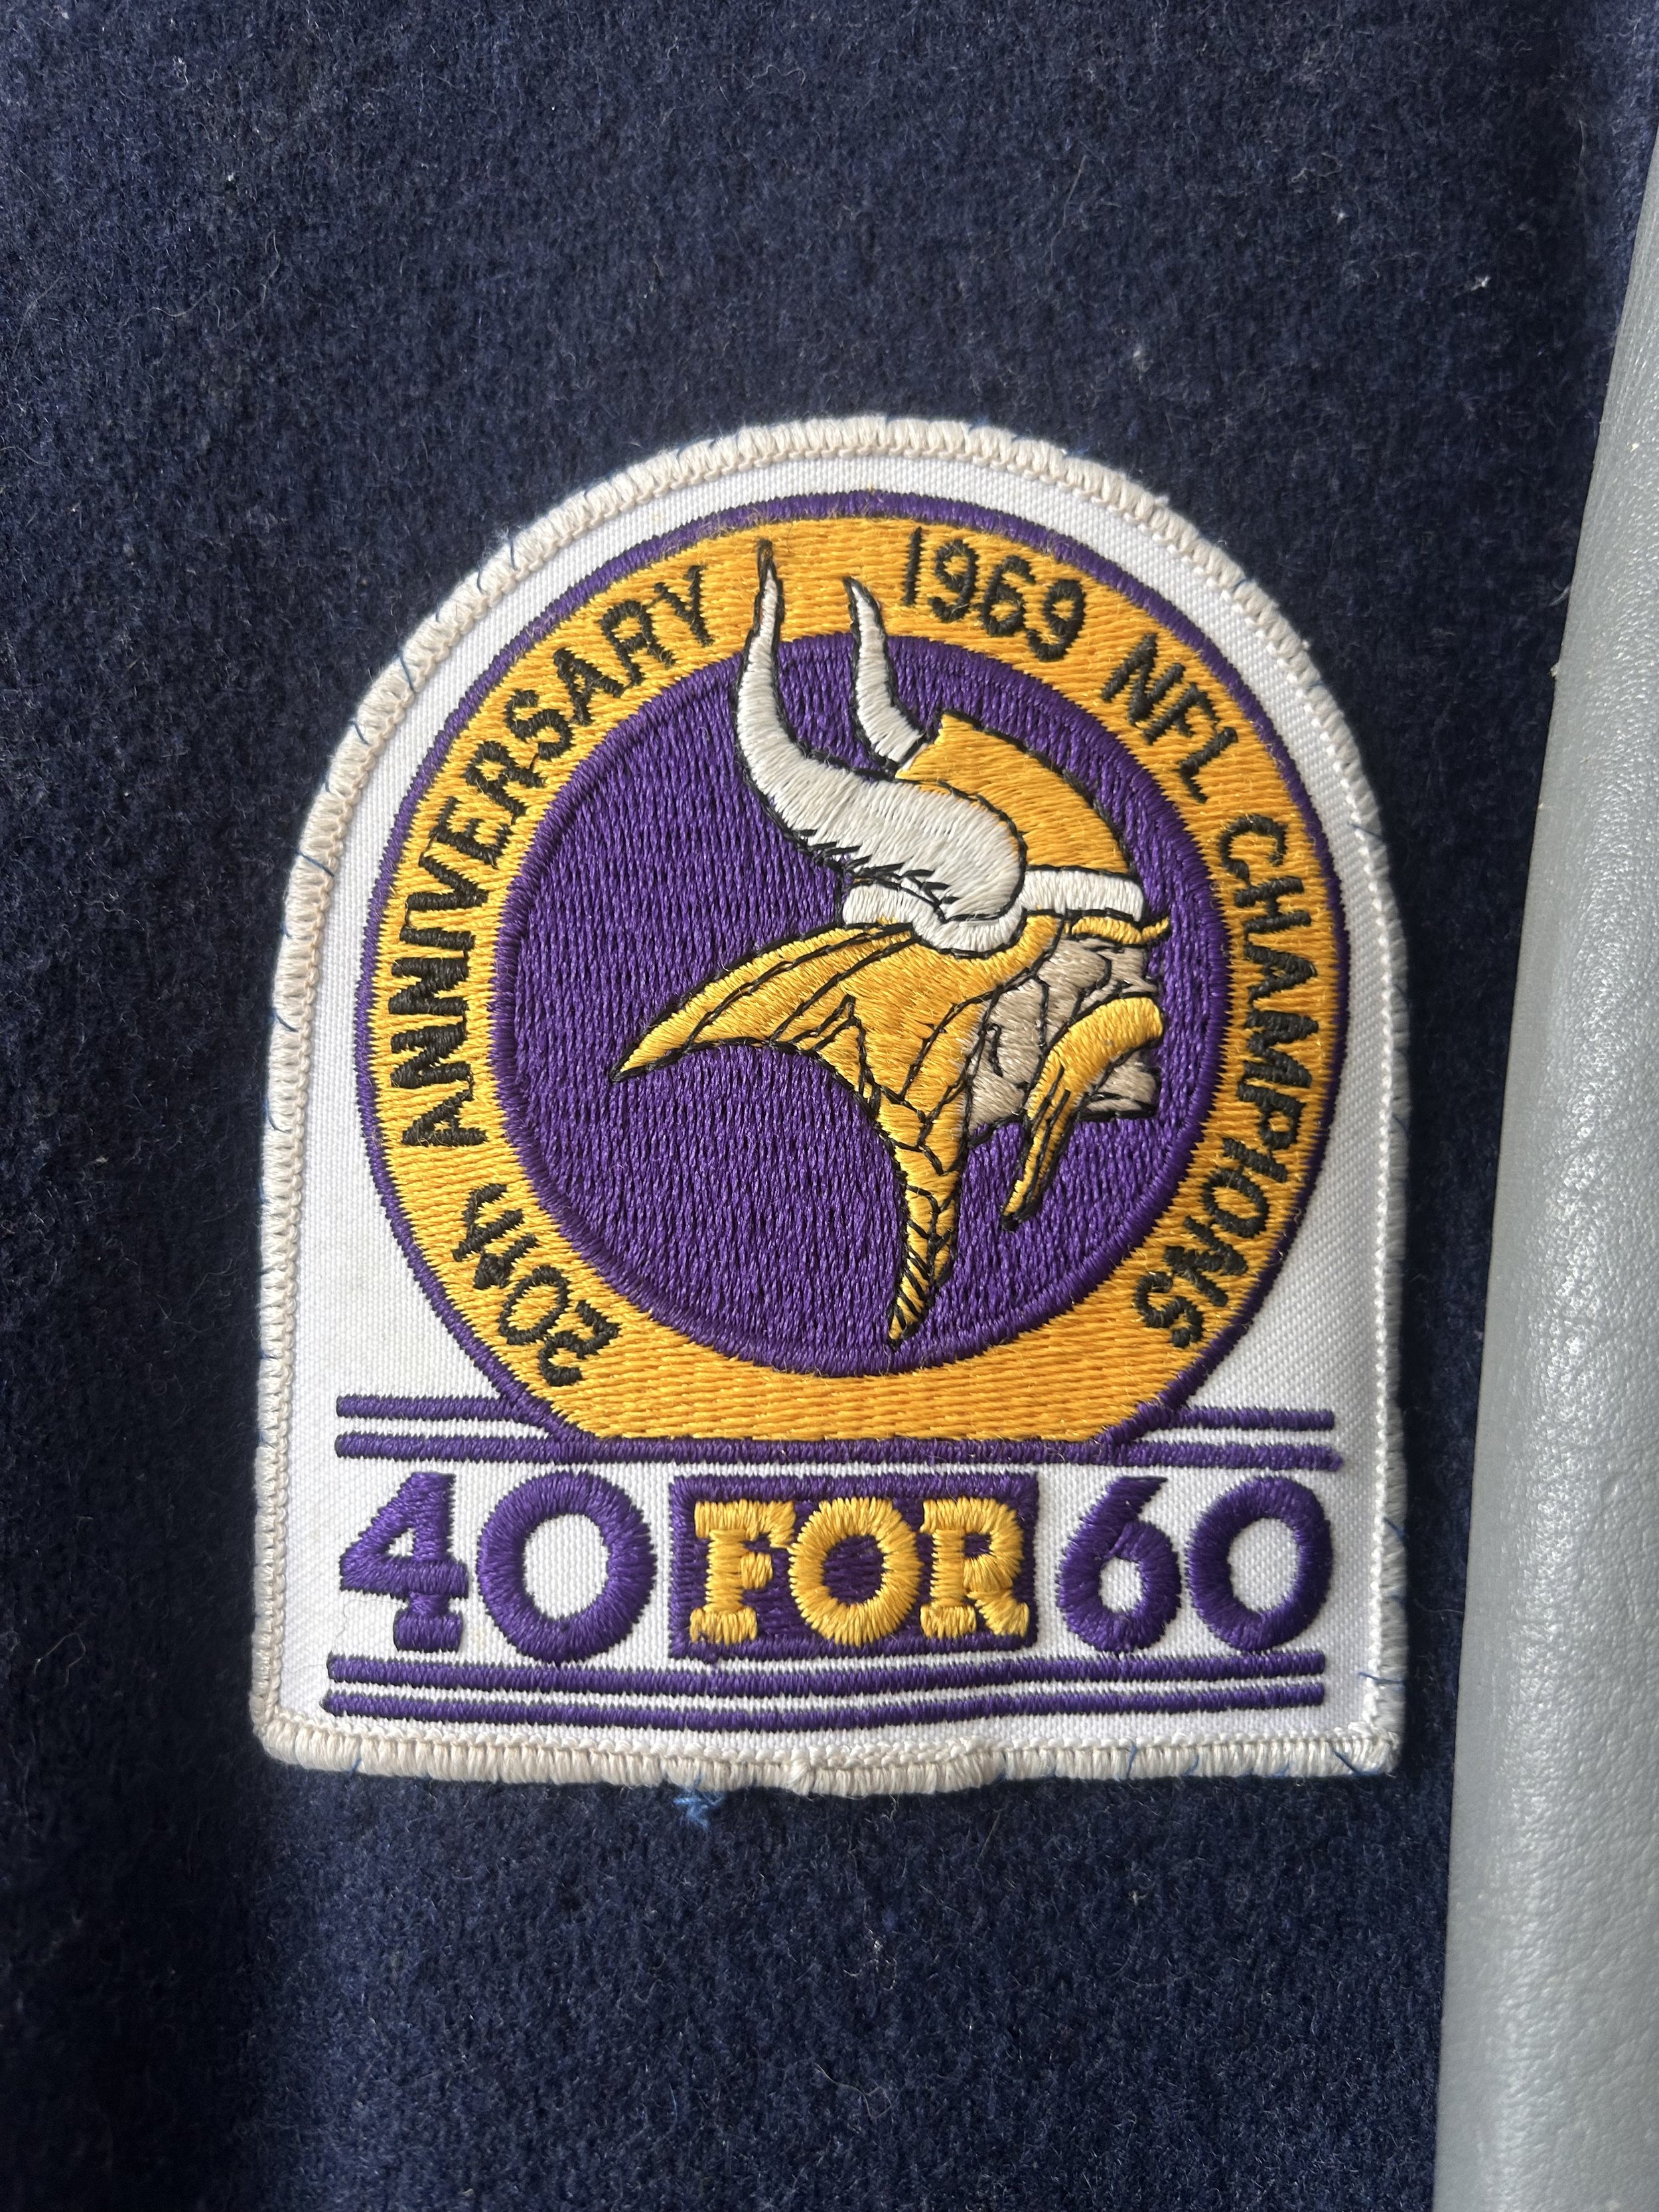 20TH ANNIVERSARY 1969 NFL CHAMPIONS
40 FOR 60